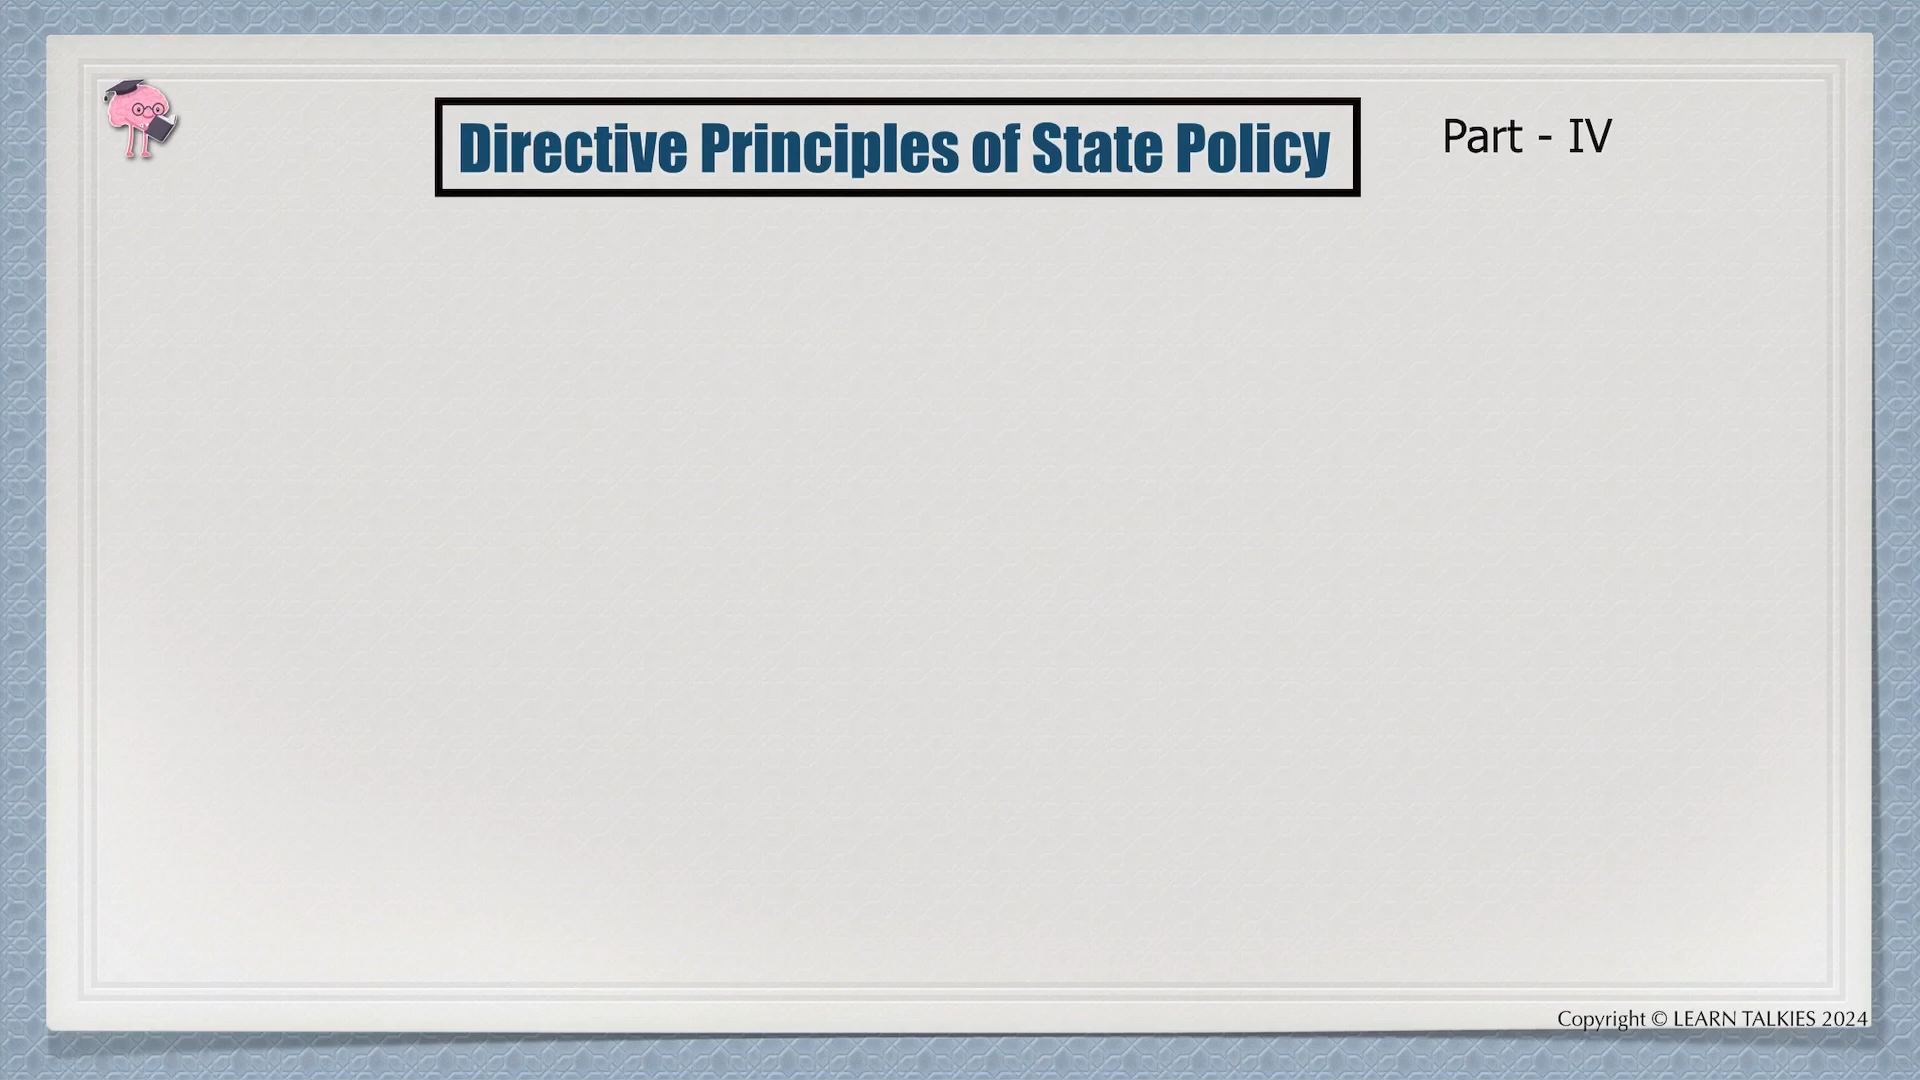 Directive Principles of State Policy
Part - IV
Copyright © LEARN TALKIES 2024